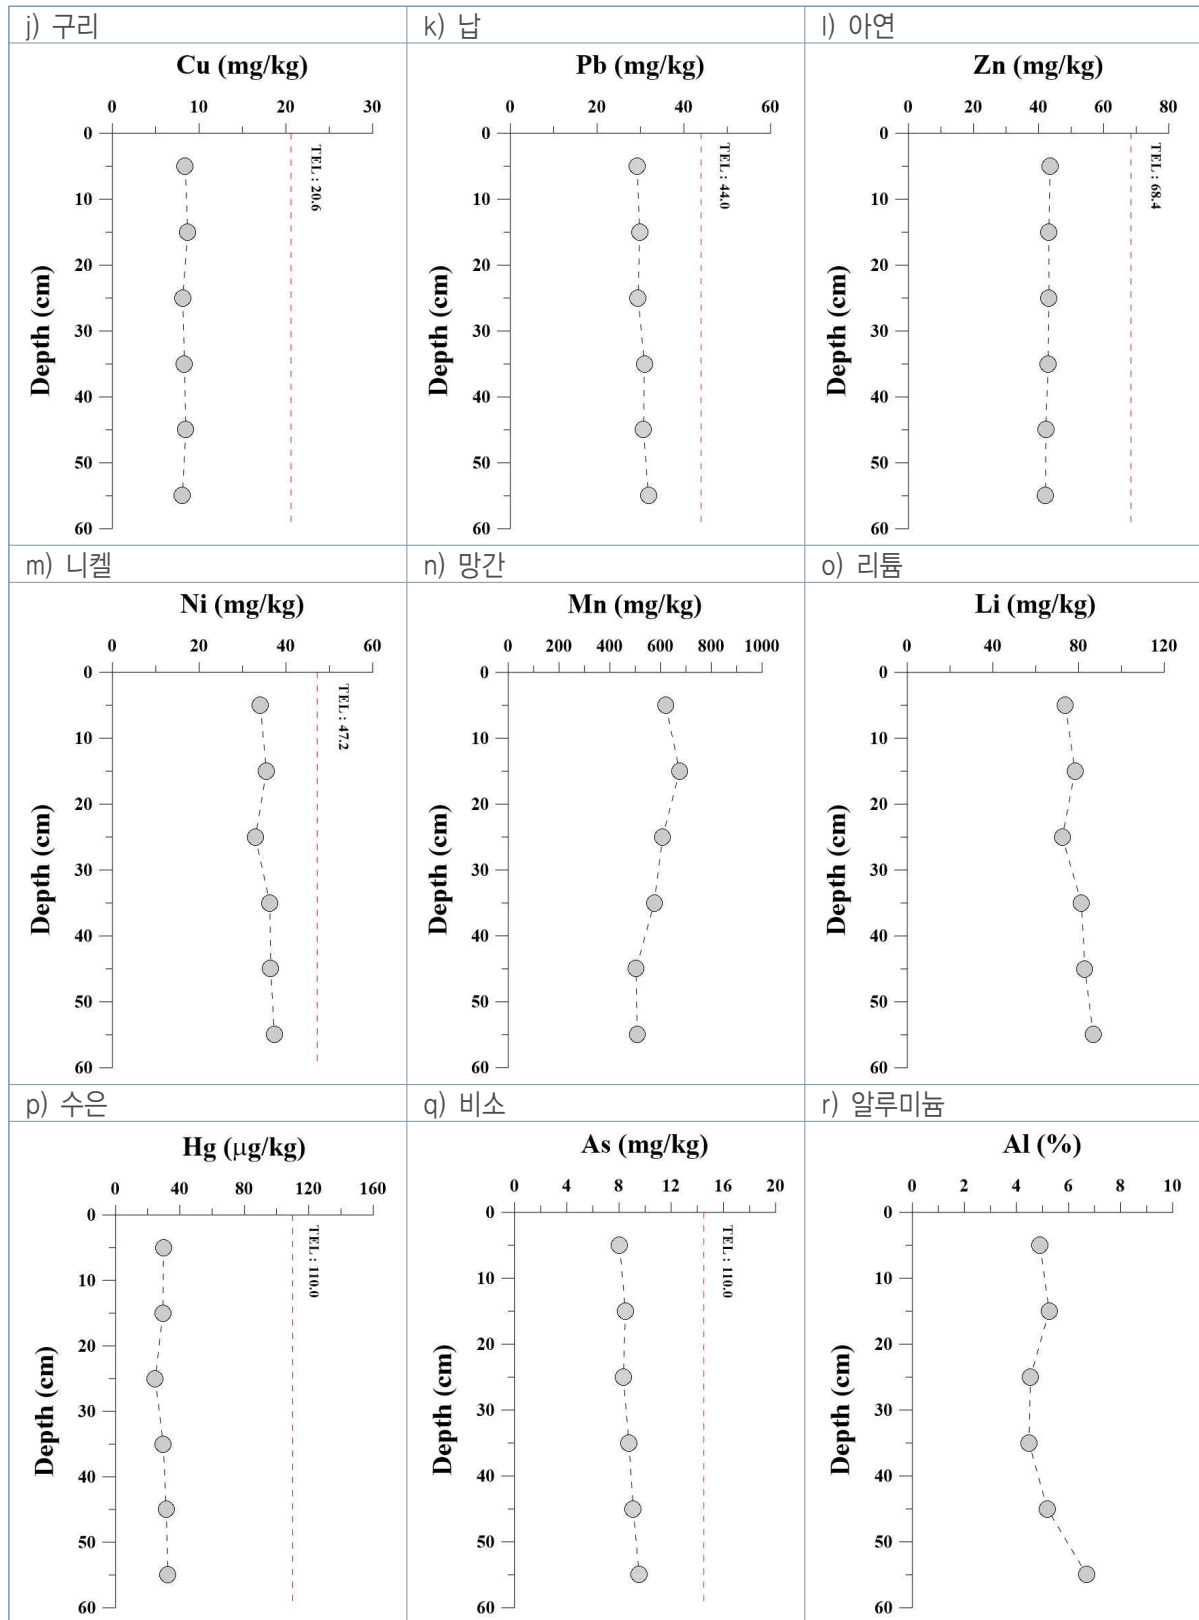 j) 구리
k) 납
l) 아연
Cu (mg/kg)
0 10 20 30
0
10
20
30
40
50
60
Depth (cm)
TEL : 20.6
Pb (mg/kg)
0 20 40 60
0
10
20
30
40
50
60
Depth (cm)
TEL : 44.0
Zn (mg/kg)
0 20 40 60 80
0
10
20
30
40
50
60
Depth (cm)
TEL : 68.4
m) 니켈
n) 망간
o) 리튬
Ni (mg/kg)
0 20 40 60
0
10
20
30
40
50
60
Depth (cm)
TEL : 47.2
Mn (mg/kg)
0 200 400 600 800 1000
0
10
20
30
40
50
60
Depth (cm)
Li (mg/kg)
0 40 80 120
0
10
20
30
40
50
60
Depth (cm)
p) 수은
q) 비소
r) 알루미늄
Hg (μg/kg)
0 40 80 120 160
0
10
20
30
40
50
60
Depth (cm)
TEL : 110.0
As (mg/kg)
0 4 8 12 16 20
0
10
20
30
40
50
60
Depth (cm)
TEL : 110.0
Al (%)
0 2 4 6 8 10
0
10
20
30
40
50
60
Depth (cm)